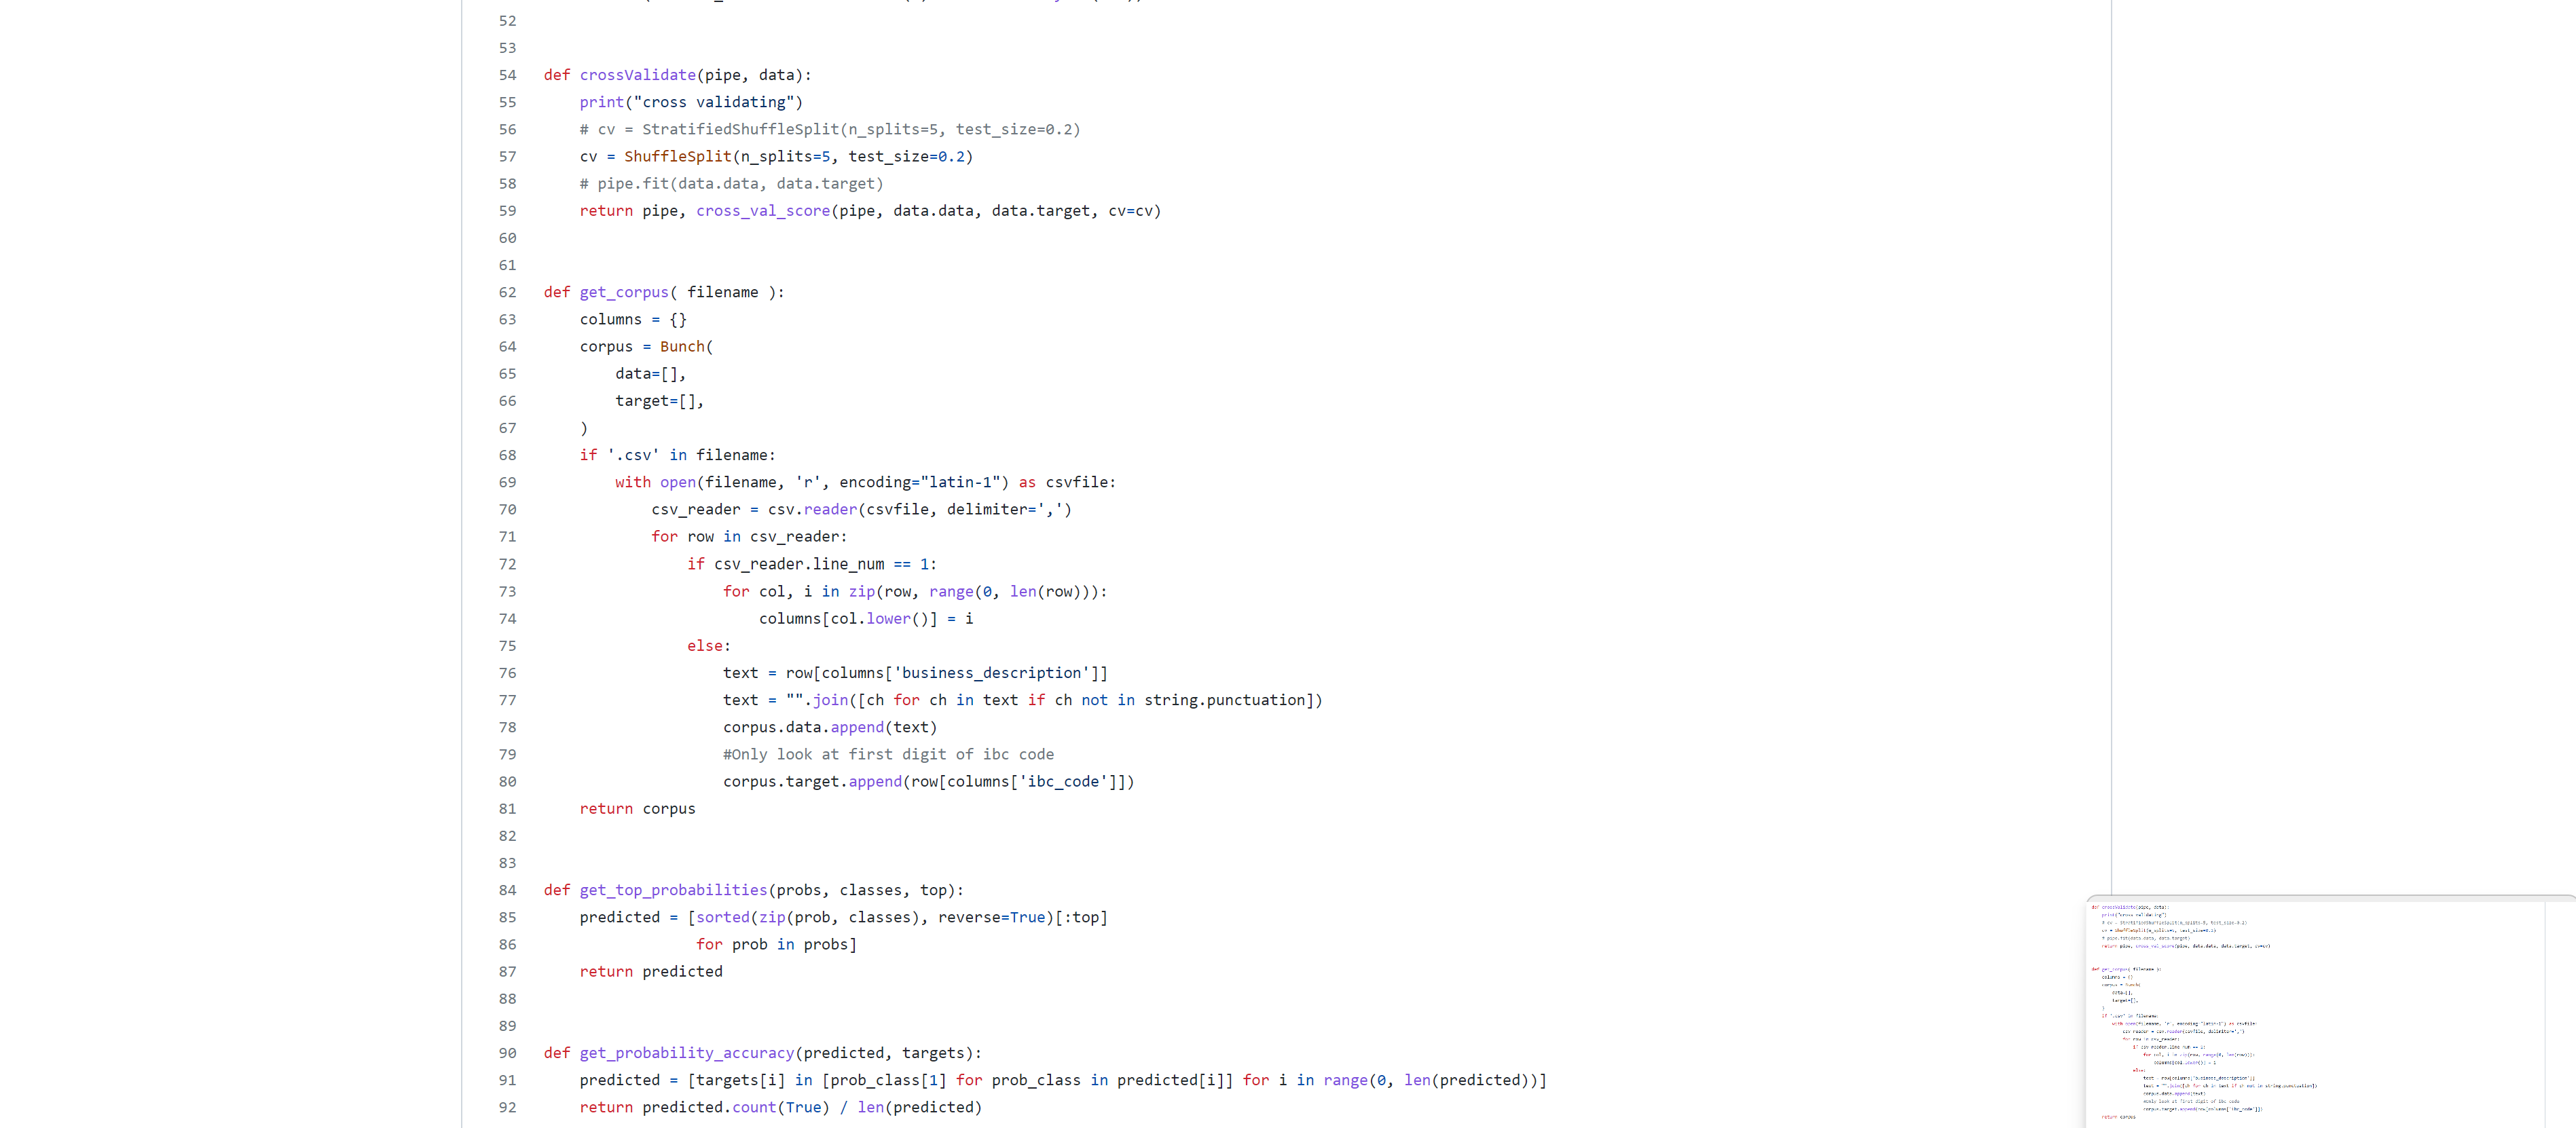 52
53
54 def crossValidate(pipe, data):
55     print("cross validating")
56     # cv = StratifiedShuffleSplit(n_splits=5, test_size=0.2)
57     cv = ShuffleSplit(n_splits=5, test_size=0.2)
58     # pipe.fit(data.data, data.target)
59     return pipe, cross_val_score(pipe, data.data, data.target, cv=cv)
60
61
62 def get_corpus( filename ):
63     columns = {}
64     corpus = Bunch(
65         data=[],
66         target=[],
67     )
68     if '.csv' in filename:
69         with open(filename, 'r', encoding="latin-1") as csvfile:
70             csv_reader = csv.reader(csvfile, delimiter=',')
71             for row in csv_reader:
72                 if csv_reader.line_num == 1:
73                     for col, i in zip(row, range(0, len(row))):
74                         columns[col.lower()] = i
75                 else:
76                     text = row[columns['business_description']]
77                     text = "".join([ch for ch in text if ch not in string.punctuation])
78                     corpus.data.append(text)
79                     #Only look at first digit of ibc code
80                     corpus.target.append(row[columns['ibc_code']])
81     return corpus
82
83
84 def get_top_probabilities(probs, classes, top):
85     predicted = [sorted(zip(prob, classes), reverse=True)[:top]
86                  for prob in probs]
87     return predicted
88
89
90 def get_probability_accuracy(predicted, targets):
91     predicted = [targets[i] in [prob_class[1] for prob_class in predicted[i]] for i in range(0, len(predicted))]
92     return predicted.count(True) / len(predicted)